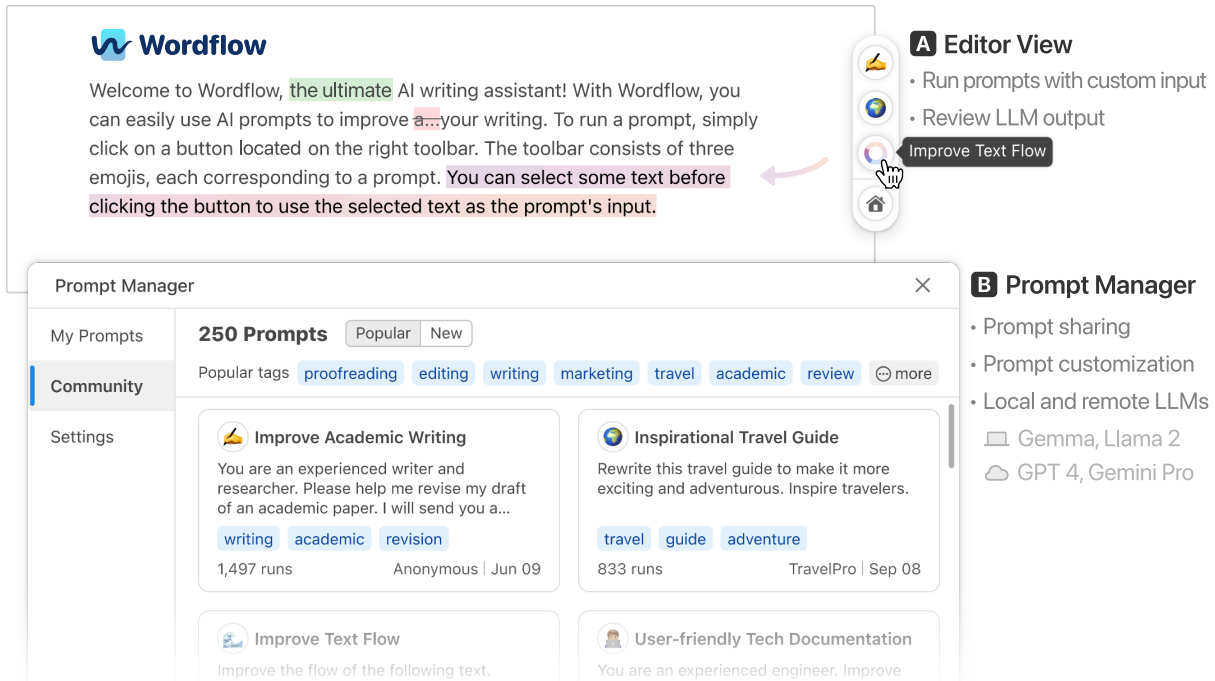 Wordflow
Welcome to Wordflow, the ultimate AI writing assistant! With Wordflow, you
can easily use AI prompts to improve a...your writing. To run a prompt, simply
click on a button located on the right toolbar. The toolbar consists of three
emojis, each corresponding to a prompt. You can select some text before
clicking the button to use the selected text as the prompt's input.
A Editor View
• Run prompts with custom input
• Review LLM output
Improve Text Flow
Prompt Manager
My Prompts
Community
Settings
250 Prompts Popular New
Popular tags proofreading editing writing marketing travel academic review more
Improve Academic Writing
You are an experienced writer and
researcher. Please help me revise my draft
of an academic paper. I will send you a...
writing academic revision
1,497 runs Anonymous | Jun 09
Inspirational Travel Guide
Rewrite this travel guide to make it more
exciting and adventurous. Inspire travelers.
travel guide adventure
833 runs TravelPro | Sep 08
Improve Text Flow
Improve the flow of the following text.
User-friendly Tech Documentation
You are an experienced engineer. Improve
B Prompt Manager
• Prompt sharing
• Prompt customization
• Local and remote LLMs
Gemma, Llama 2
GPT 4, Gemini Pro